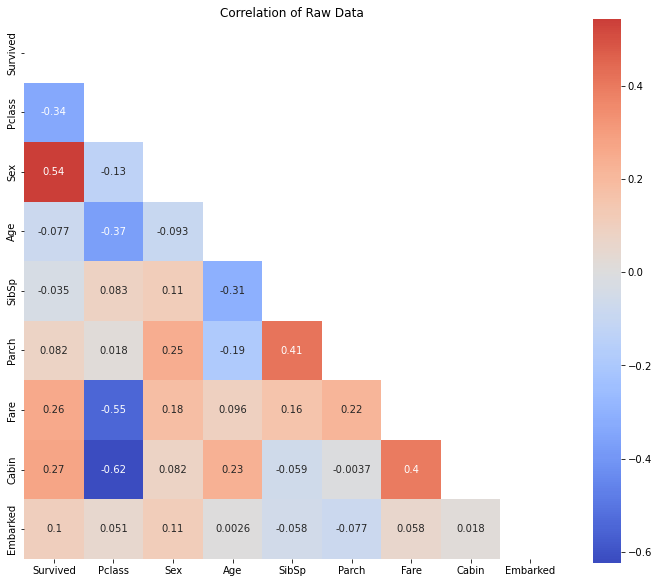 Correlation of Raw Data
Survived
Pclass -0.34
Sex 0.54 -0.13
Age -0.077 -0.37 -0.093
SibSp -0.035 0.083 0.11 -0.31
Parch 0.082 0.018 0.25 -0.19 0.41
Fare 0.26 -0.55 0.18 0.096 0.16 0.22
Cabin 0.27 -0.62 0.082 0.23 -0.059 -0.0037 0.4
Embarked 0.1 0.051 0.11 0.0026 -0.058 -0.077 0.058 0.018
Survived Pclass Sex Age SibSp Parch Fare Cabin Embarked
0.4
0.2
0.0
−0.2
−0.4
−0.6